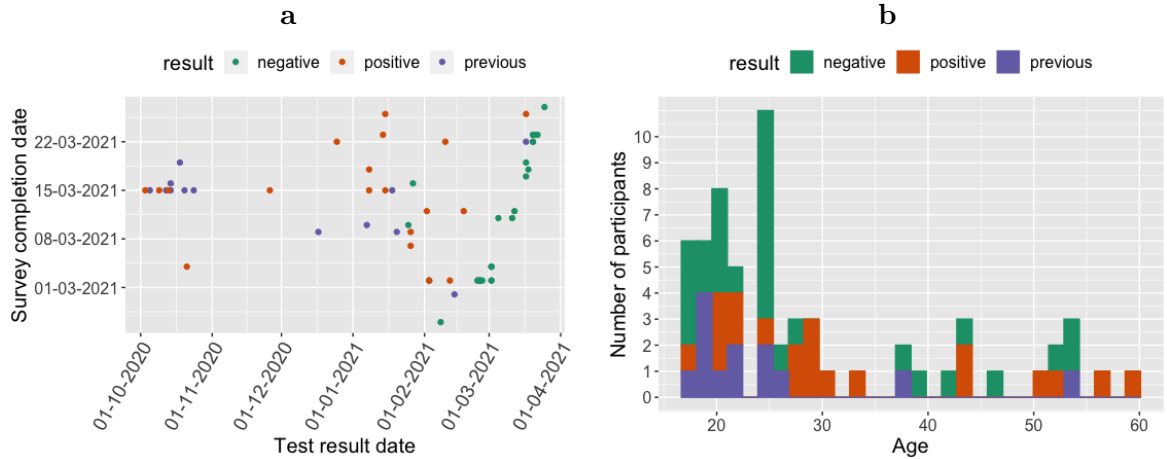 a
result negative positive previous
Survey completion date
22-03-2021
15-03-2021
08-03-2021
01-03-2021
01-10-2020
01-11-2020
01-12-2020
01-01-2021
01-02-2021
01-03-2021
01-04-2021
Test result date
b
result negative positive previous
Number of participants
10
9
8
7
6
5
4
3
2
1
0
20 30 40 50 60
Age